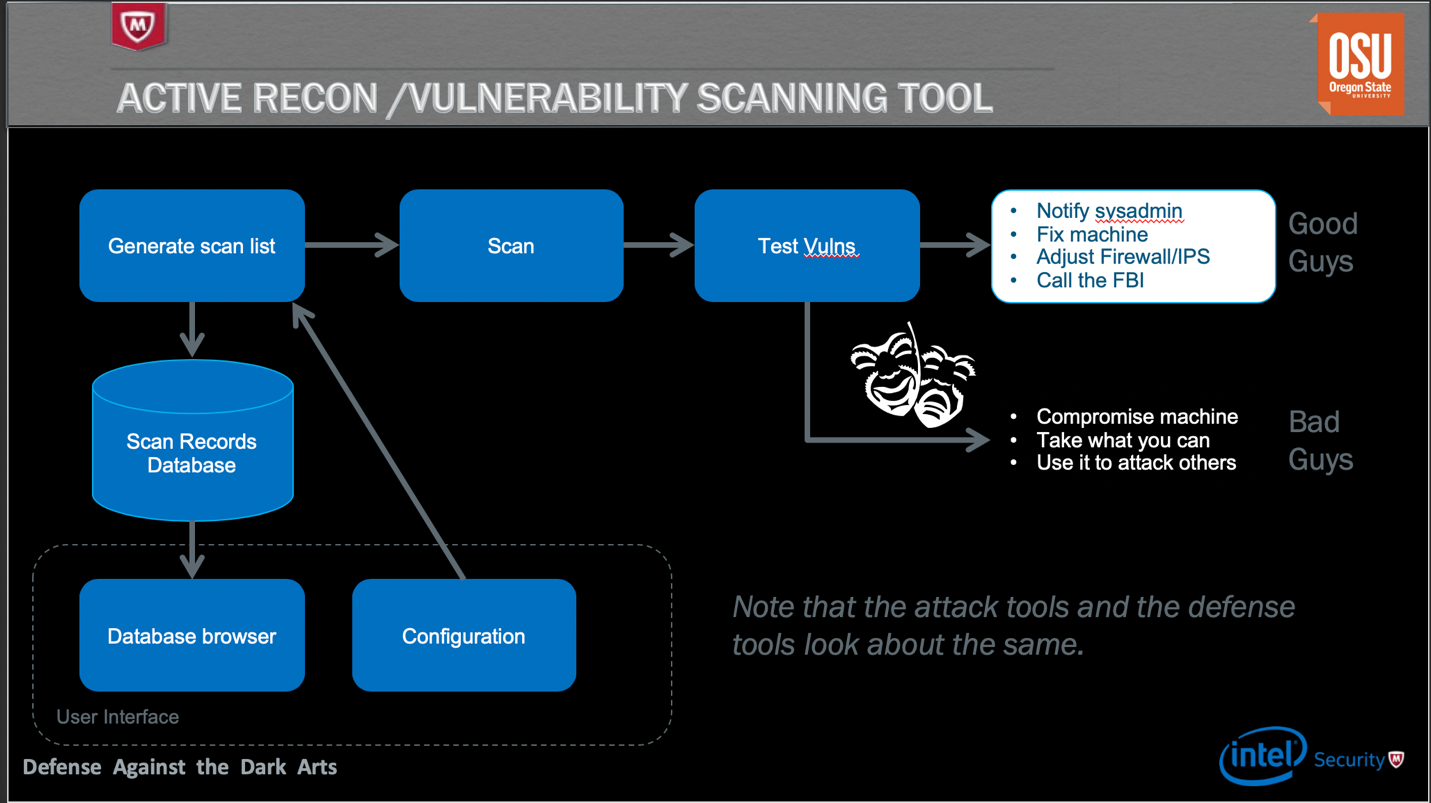 ACTIVE RECON /VULNERABILITY SCANNING TOOL
OSU
Oregon State
UNIVERSITY
Generate scan list
Scan
Test Vulns
• Notify sysadmin
• Fix machine
• Adjust Firewall/IPS
• Call the FBI
Good
Guys
Scan Records
Database
• Compromise machine
• Take what you can
• Use it to attack others
Bad
Guys
Database browser
Configuration
User Interface
Note that the attack tools and the defense
tools look about the same.
Defense Against the Dark Arts
intel Security